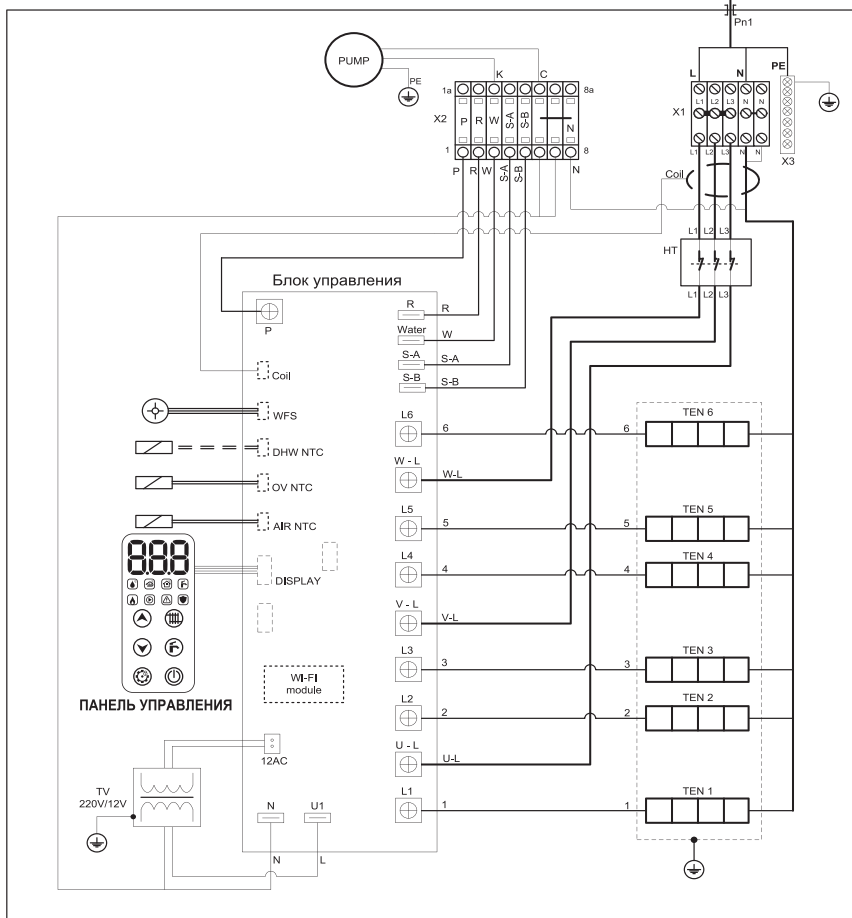 Pn1
PUMP
K
C
PE
L
N
PE
1a
8a
X2
P
R
W
S-A
S-B
N
1
8
P
R
W
S-A
S-B
N
X1
L1
L2
L3
N
N
L1
L2
L3
N
N
X3
Coil
L1
L2
L3
HT
L1
L2
L3
Блок управления
P
R
R
Water
W
S-A
S-A
S-B
S-B
Coil
WFS
DHW NTC
OV NTC
AIR NTC
DISPLAY
8.8.8
WI-FI
module
ПАНЕЛЬ УПРАВЛЕНИЯ
L6
6
6
TEN 6
W - L
W-L
L5
5
5
TEN 5
L4
4
4
TEN 4
V - L
V-L
L3
3
3
TEN 3
L2
2
2
TEN 2
U - L
U-L
L1
1
1
TEN 1
12AC
TV
220V/12V
N
U1
N
L